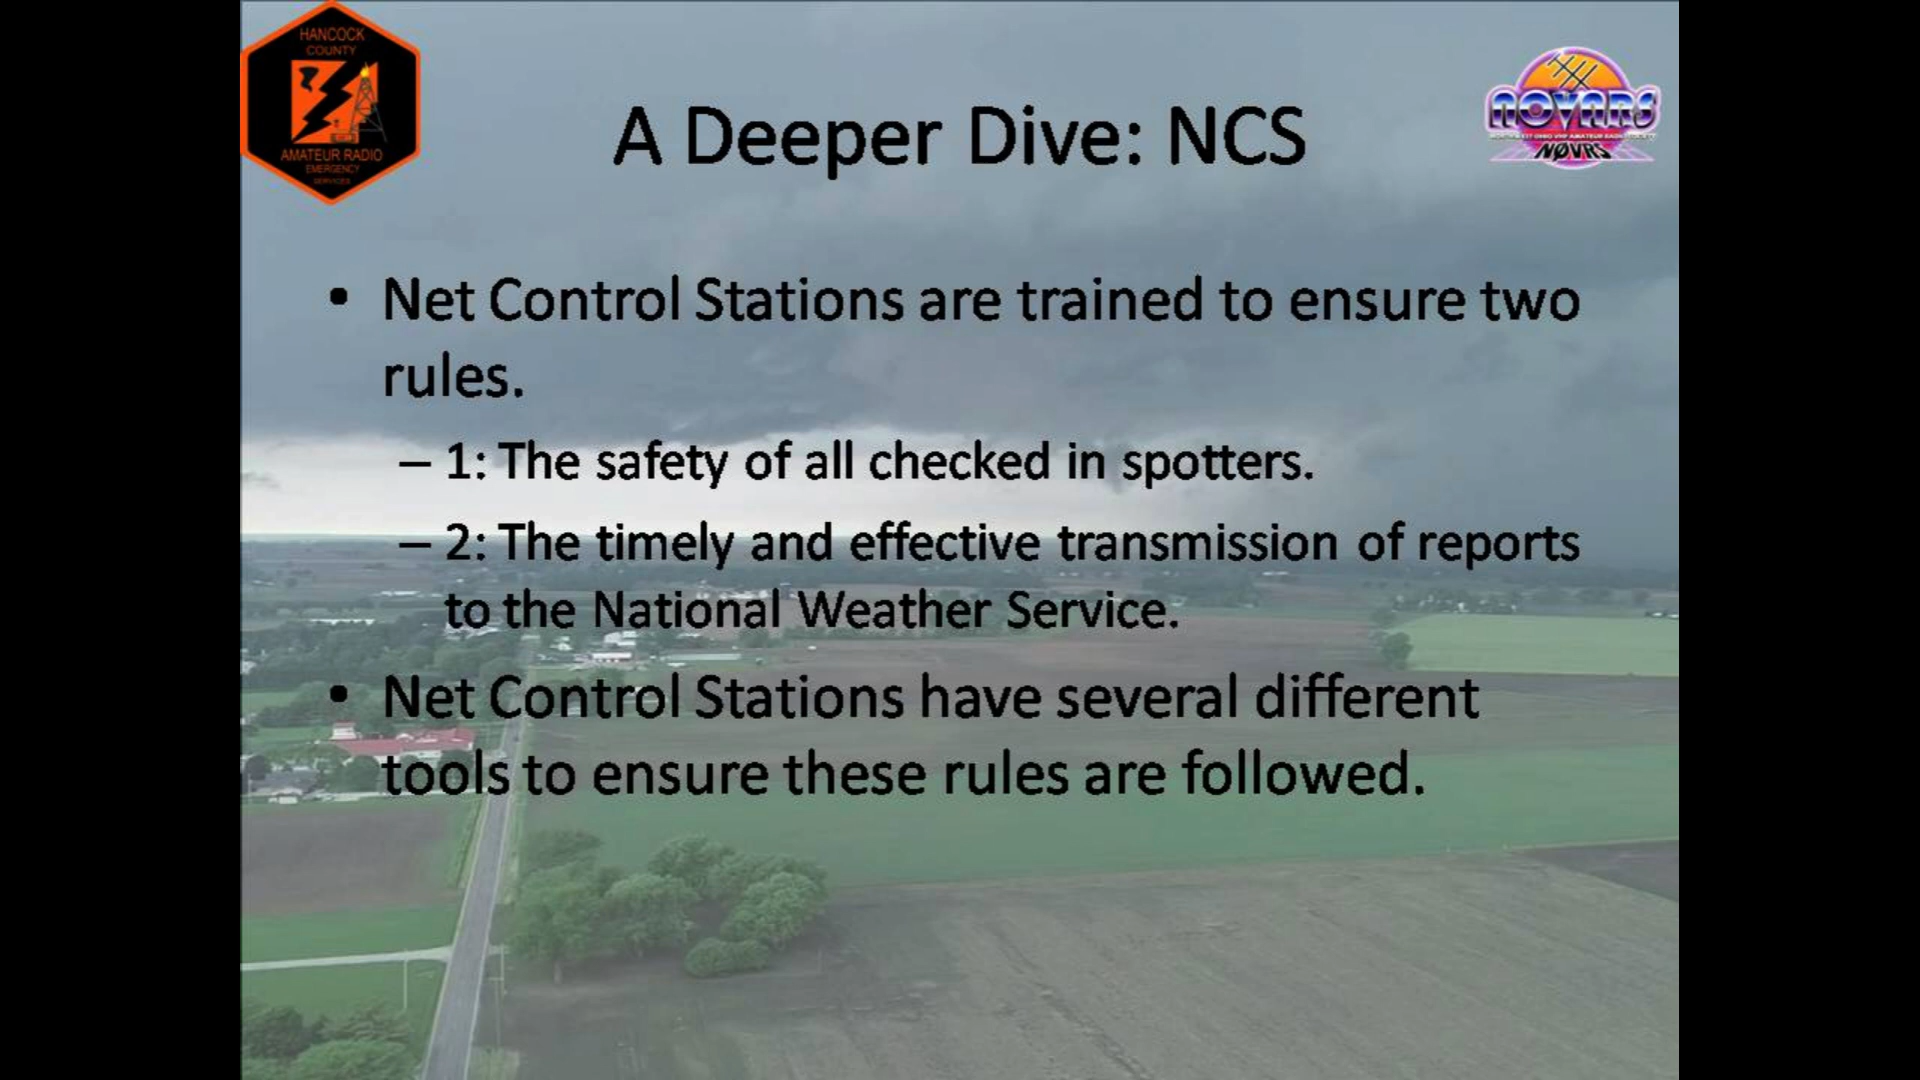 HANCOCK
COUNTY
AMATEUR RADIO
EMERGENCY
SERVICES
NOVARS
NØVRS
A Deeper Dive: NCS
• Net Control Stations are trained to ensure two
rules.
– 1: The safety of all checked in spotters.
– 2: The timely and effective transmission of reports
to the National Weather Service.
• Net Control Stations have several different
tools to ensure these rules are followed.